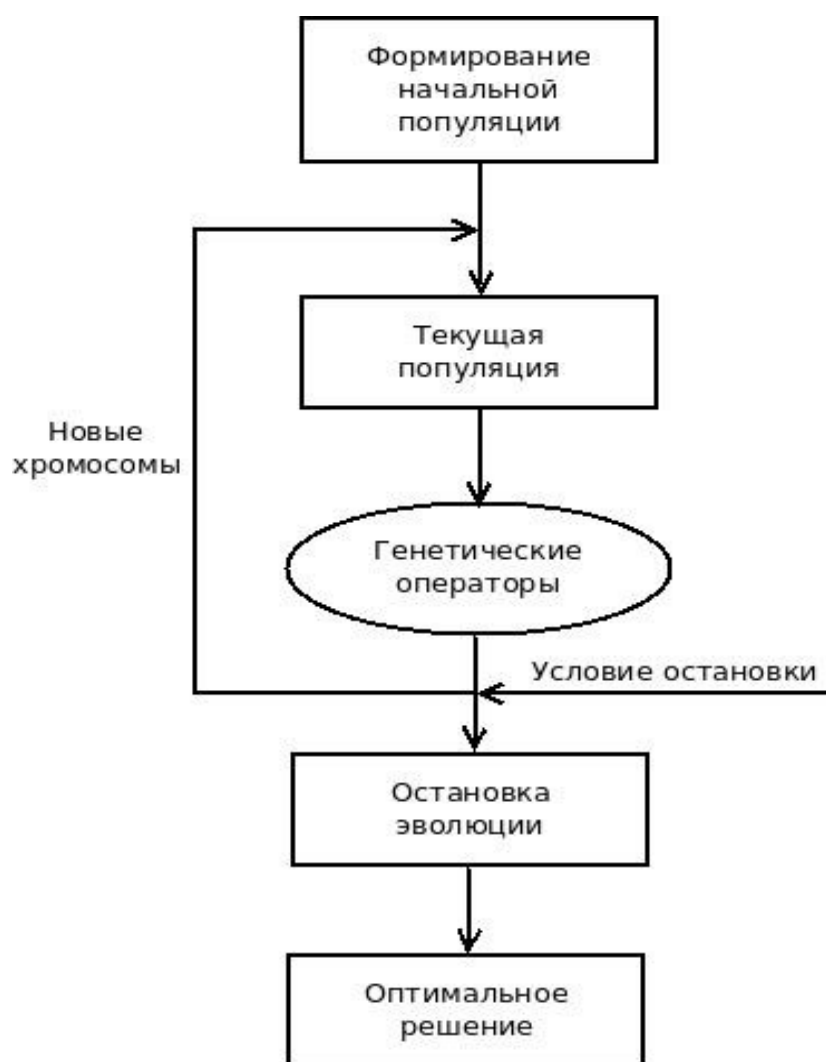 Формирование
начальной
популяции
Текущая
популяция
Новые
хромосомы
Генетические
операторы
Условие остановки
Остановка
эволюции
Оптимальное
решение